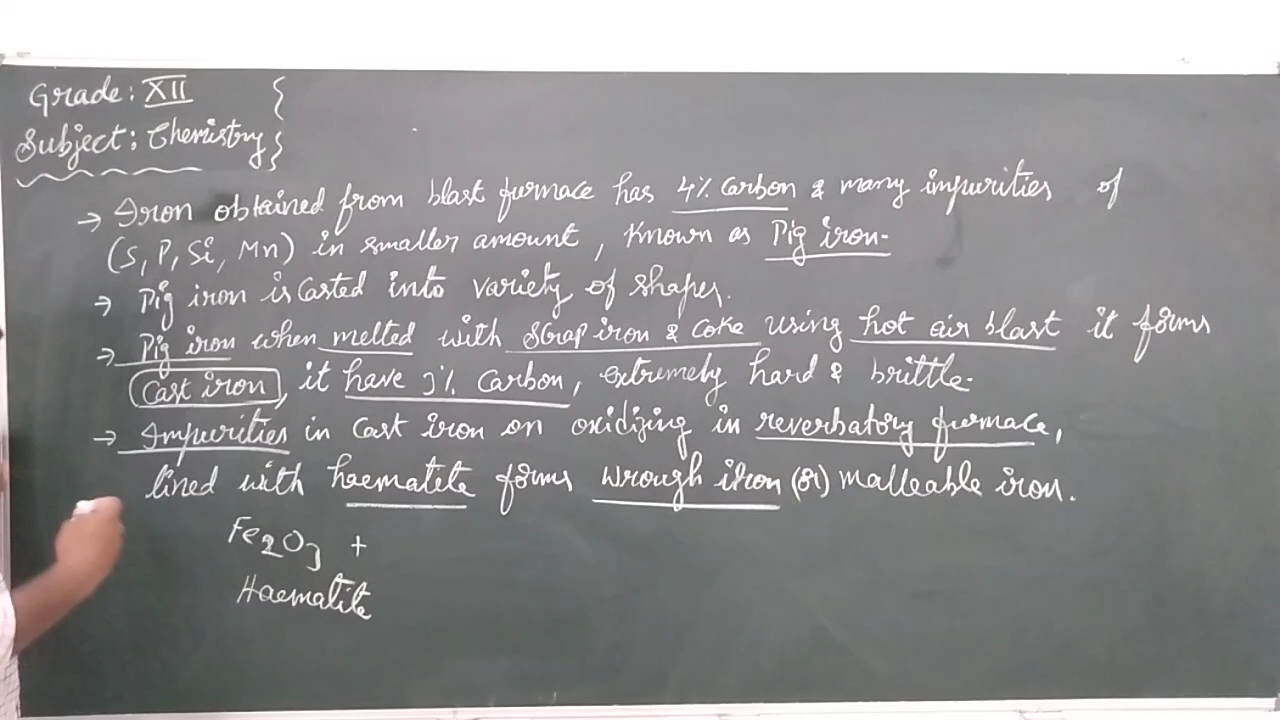 Grade: XII
Subject: Chemistry
→ Iron obtained from blast furnace has 4% Carbon & many impurities of
(S, P, Si, Mn) in smaller amount, known as Pig iron.
→ Pig iron is Casted into variety of shapes.
→ Pig iron when melted with scrap iron & Coke using hot air blast it forms
Cast iron, it have 3% Carbon, extremely hard & brittle.
→ Impurities in Cast iron on oxidizing in reverbatory furnace,
lined with haematite forms wrough iron (or) malleable iron.
Fe₂O₃ +
Haematite